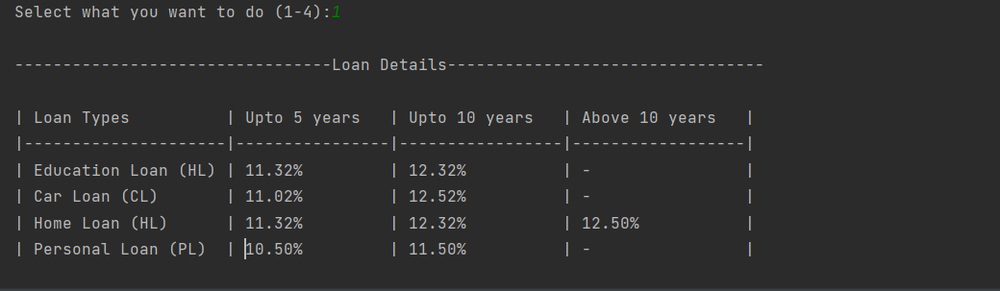 Select what you want to do (1-4):1
---------------------------------Loan Details---------------------------------
| Loan Types          | Upto 5 years   | Upto 10 years   | Above 10 years   |
|---------------------|----------------|-----------------|------------------|
| Education Loan (HL) | 11.32%         | 12.32%          | -                |
| Car Loan (CL)       | 11.02%         | 12.52%          | -                |
| Home Loan (HL)      | 11.32%         | 12.32%          | 12.50%           |
| Personal Loan (PL)  | 10.50%         | 11.50%          | -                |